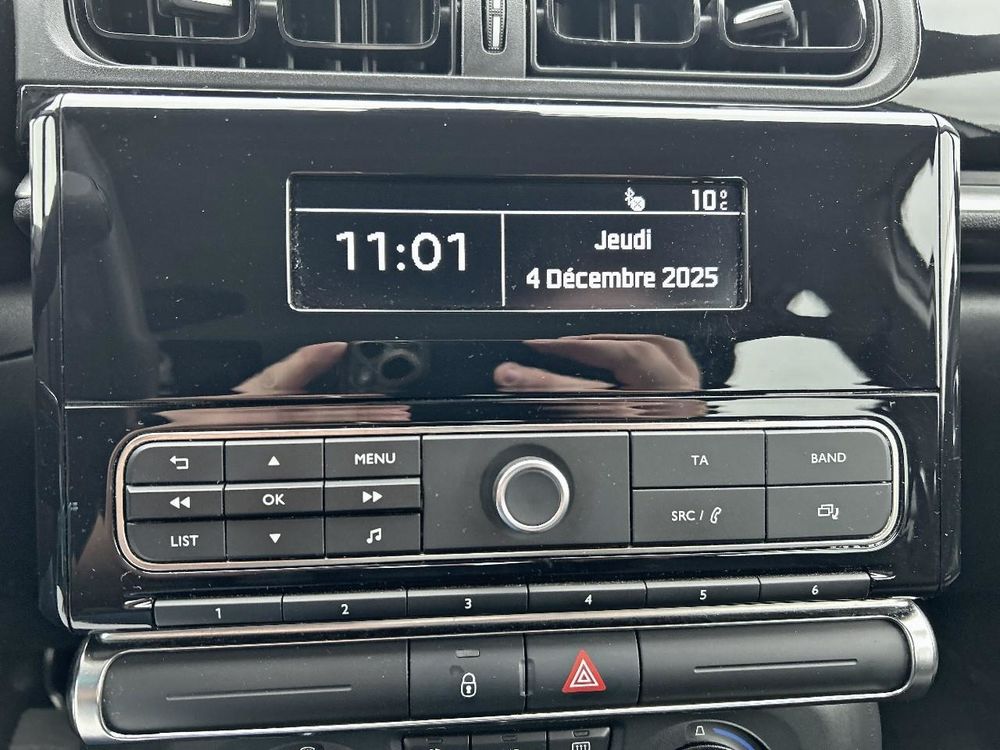 10°C
11:01
Jeudi
4 Décembre 2025
MENU
TA
BAND
OK
SRC /
LIST
1 2 3 4 5 6